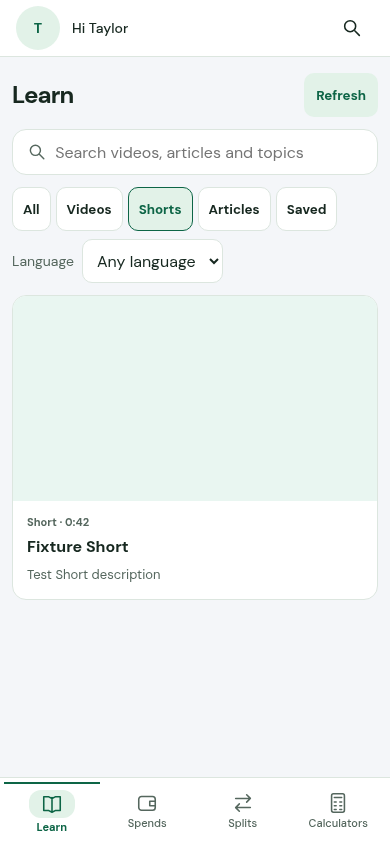 T
Hi Taylor
Learn
Refresh
Search videos, articles and topics
All
Videos
Shorts
Articles
Saved
Language
Any language
Short · 0:42
Fixture Short
Test Short description
Learn
Spends
Splits
Calculators